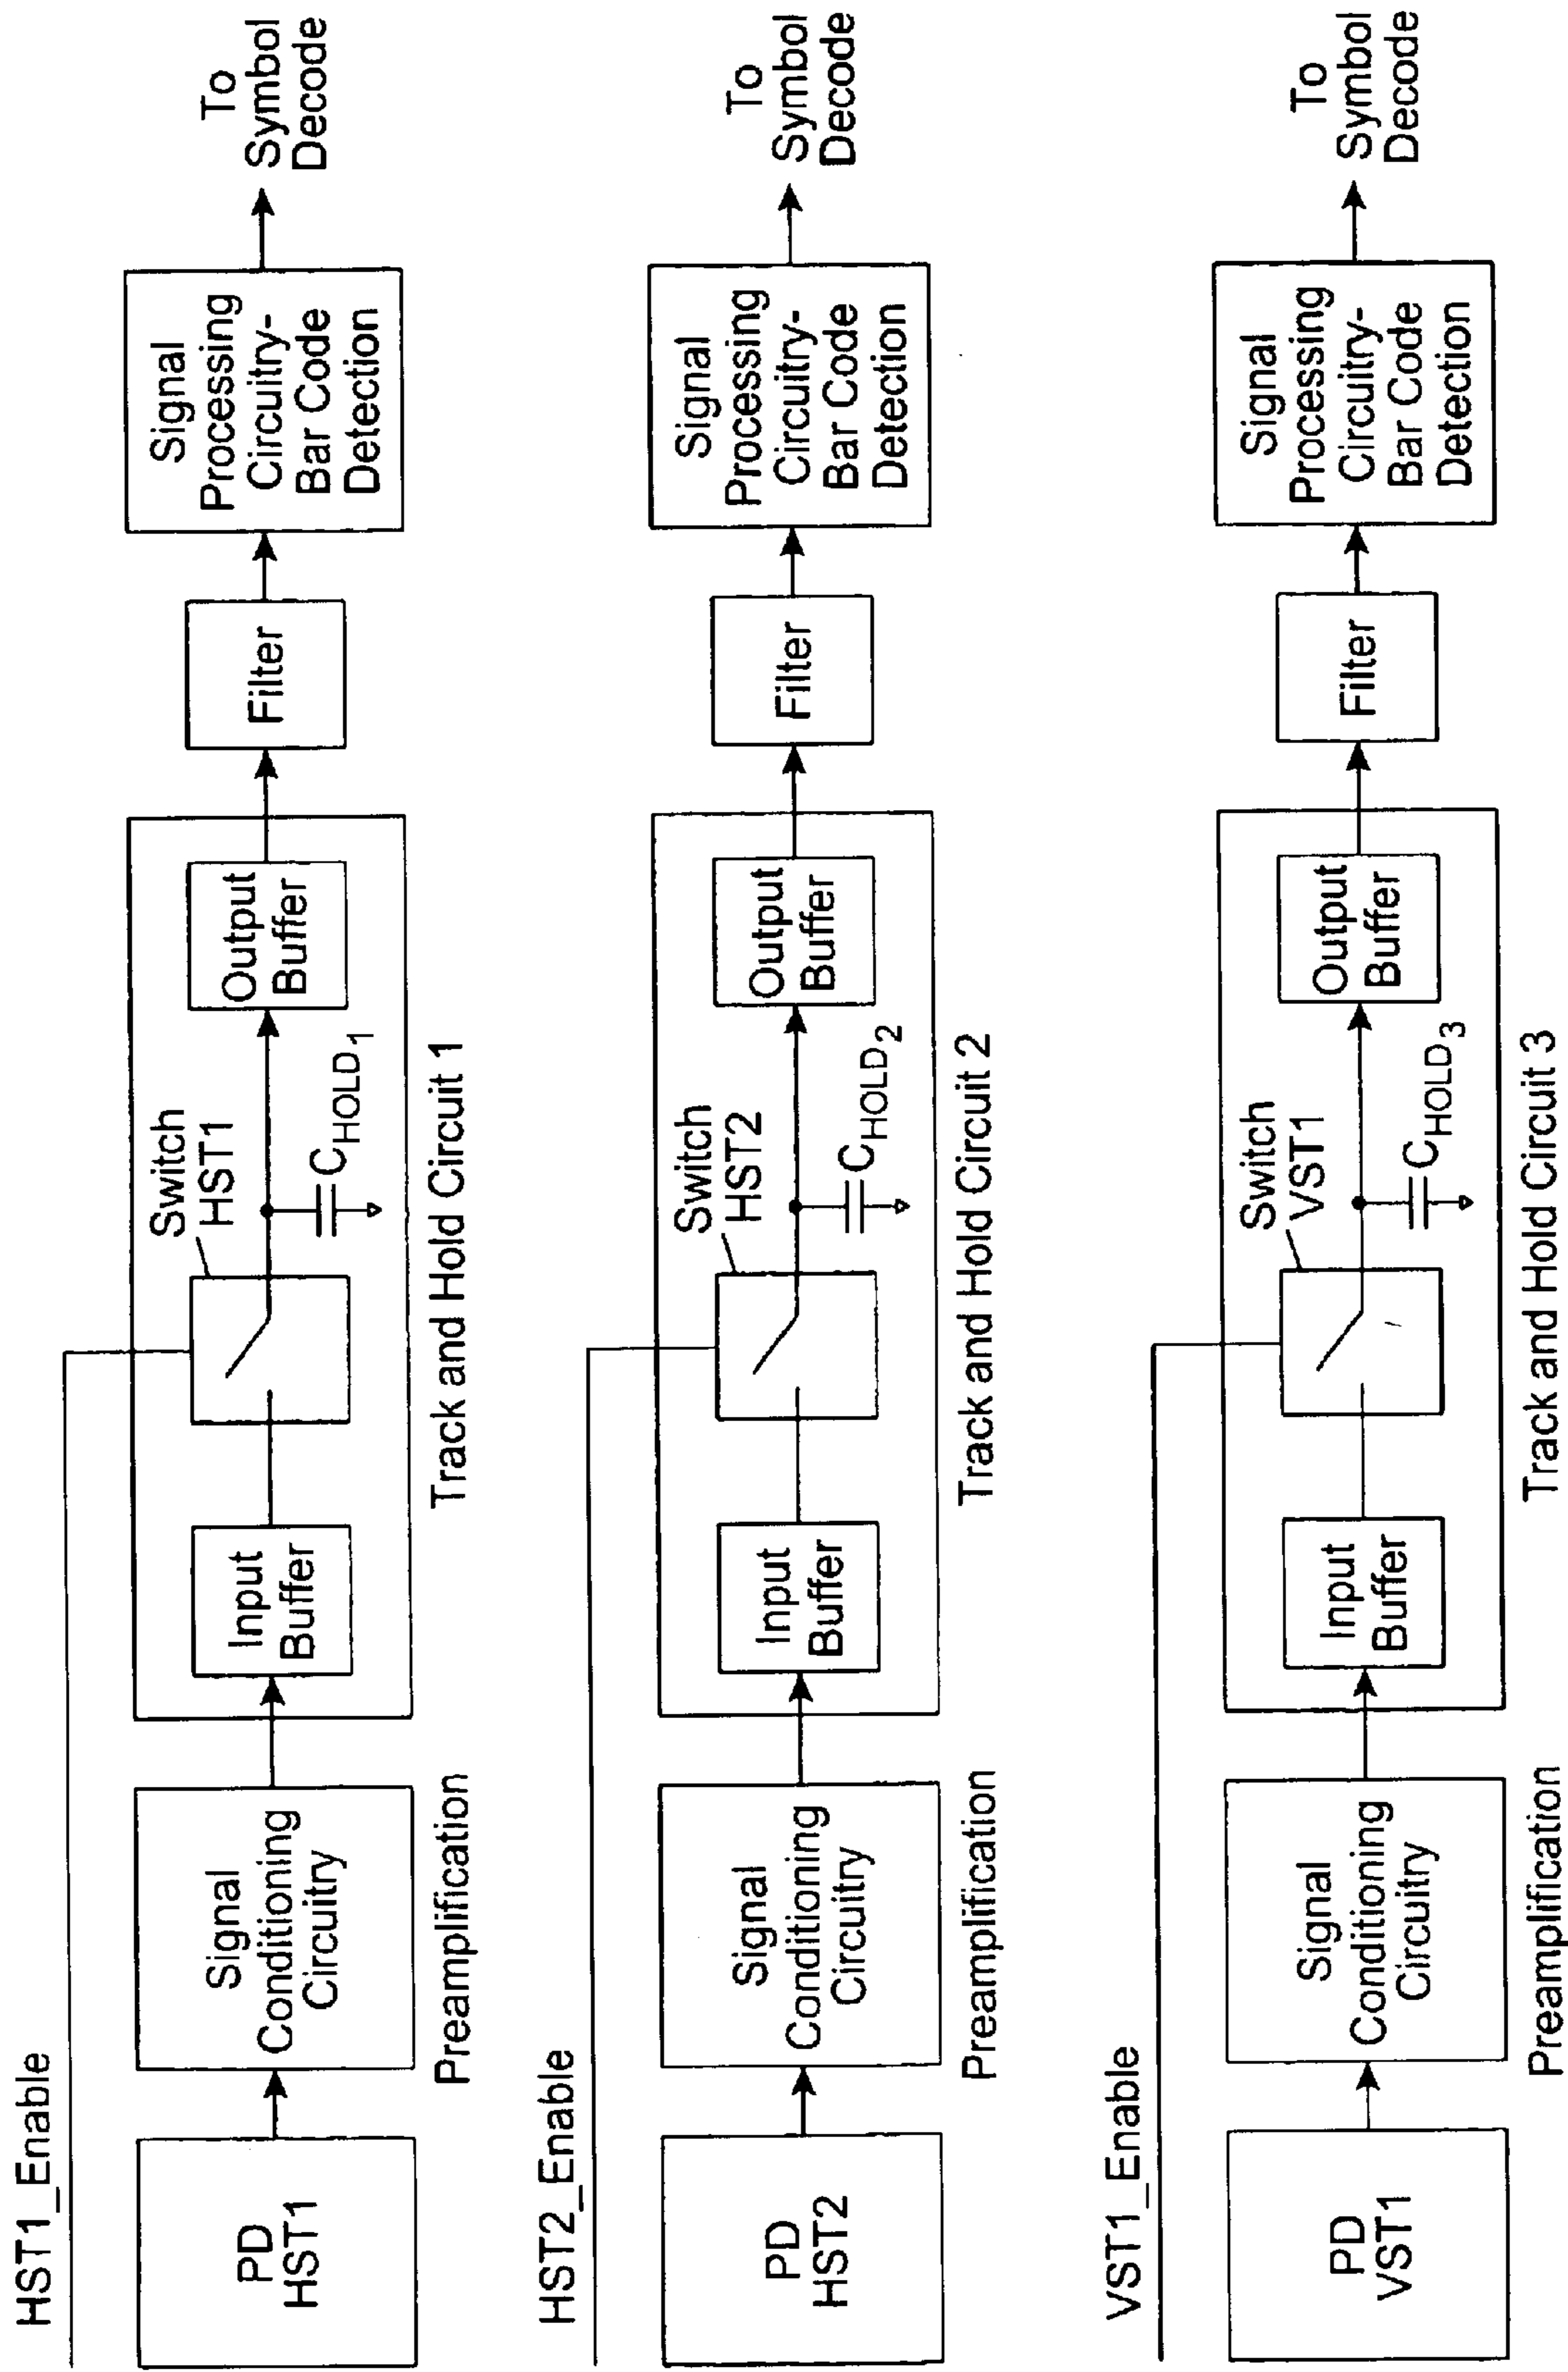 HST1_Enable
PD
HST1
Signal
Conditioning
Circuitry
Preamplification
Input
Buffer
Switch
HST1
CHOLD1
Output
Buffer
Track and Hold Circuit 1
Filter
Signal
Processing
Circuitry-
Bar Code
Detection
To
Symbol
Decode
HST2_Enable
PD
HST2
Signal
Conditioning
Circuitry
Preamplification
Input
Buffer
Switch
HST2
CHOLD2
Output
Buffer
Track and Hold Circuit 2
Filter
Signal
Processing
Circuitry-
Bar Code
Detection
To
Symbol
Decode
VST1_Enable
PD
VST1
Signal
Conditioning
Circuitry
Preamplification
Input
Buffer
Switch
VST1
CHOLD3
Output
Buffer
Track and Hold Circuit 3
Filter
Signal
Processing
Circuitry-
Bar Code
Detection
To
Symbol
Decode